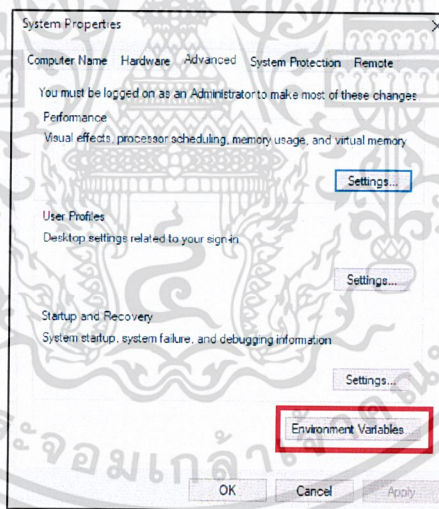 System Properties
Computer Name Hardware Advanced System Protection Remote
You must be logged on as an Administrator to make most of these changes
Performance
Visual effects, processor scheduling, memory usage, and virtual memory
Settings...
User Profiles
Desktop settings related to your sign-in
Settings...
Startup and Recovery
System startup, system failure, and debugging information
Settings...
Environment Variables
OK Cancel Apply